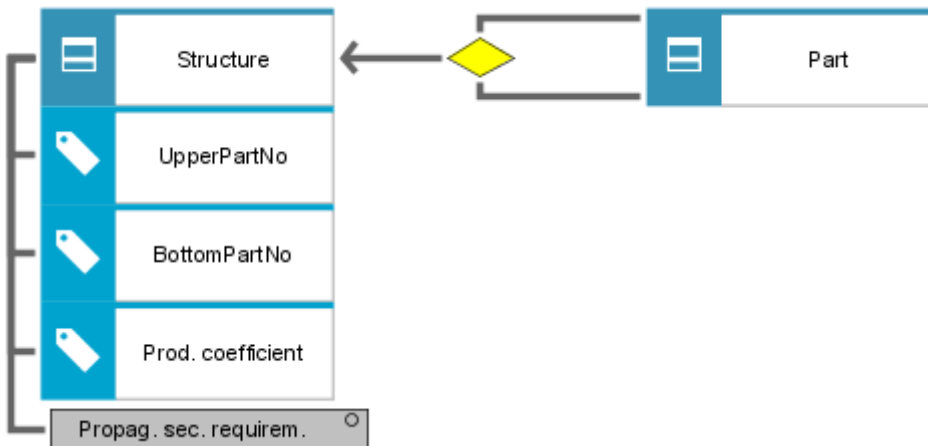 Structure
Part
UpperPartNo
BottomPartNo
Prod. coefficient
Propag. sec. requirem.